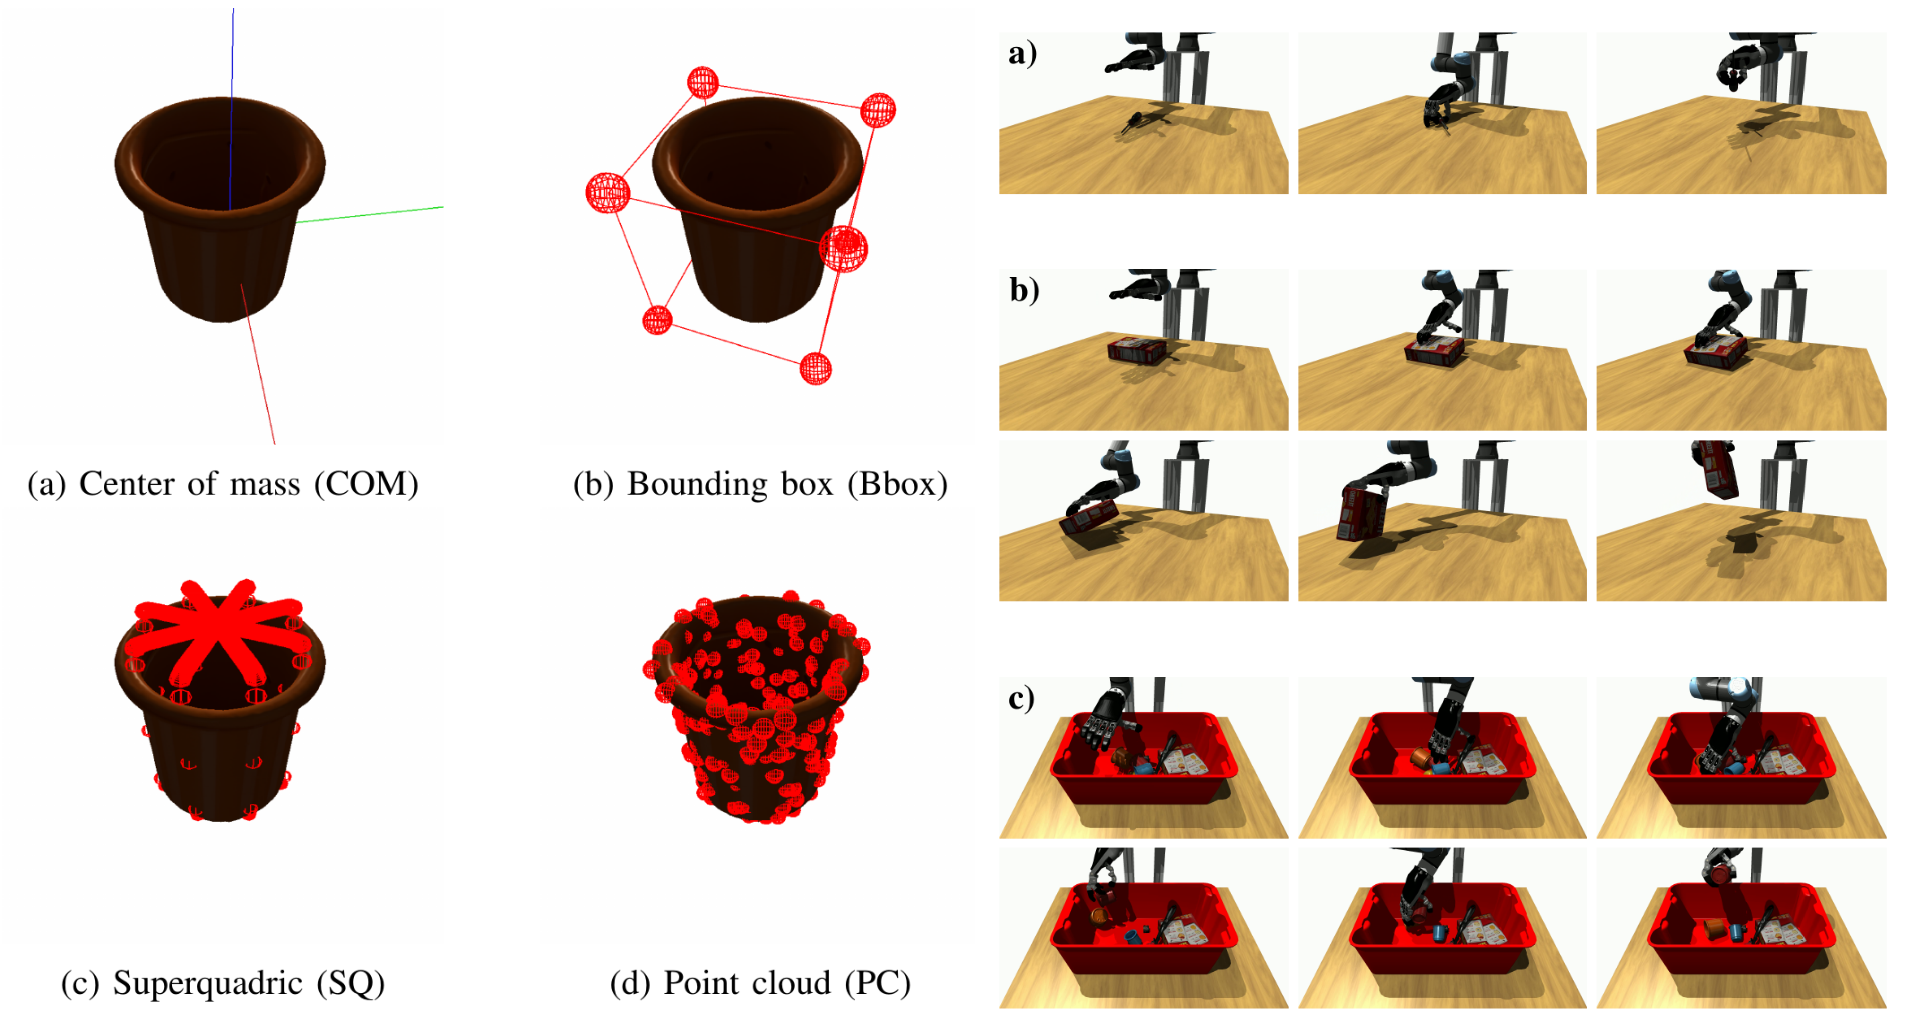 (a) Center of mass (COM)
(b) Bounding box (Bbox)
(c) Superquadric (SQ)
(d) Point cloud (PC)
a)
b)
c)